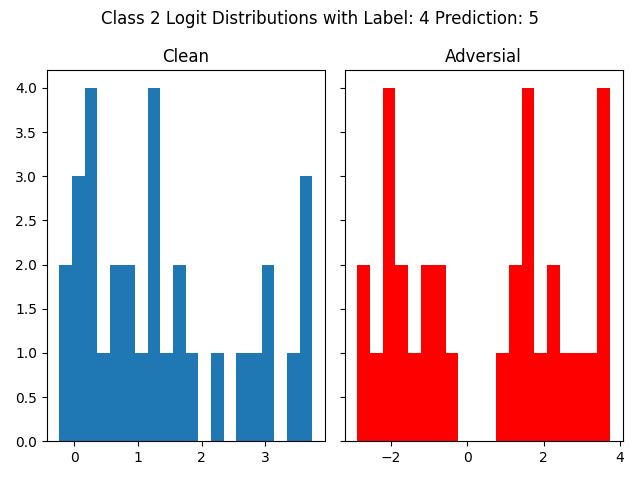 Class 2 Logit Distributions with Label: 4 Prediction: 5
Clean
Adversial
4.0
3.5
3.0
2.5
2.0
1.5
1.0
0.5
0.0
0 1 2 3
−2 0 2 4